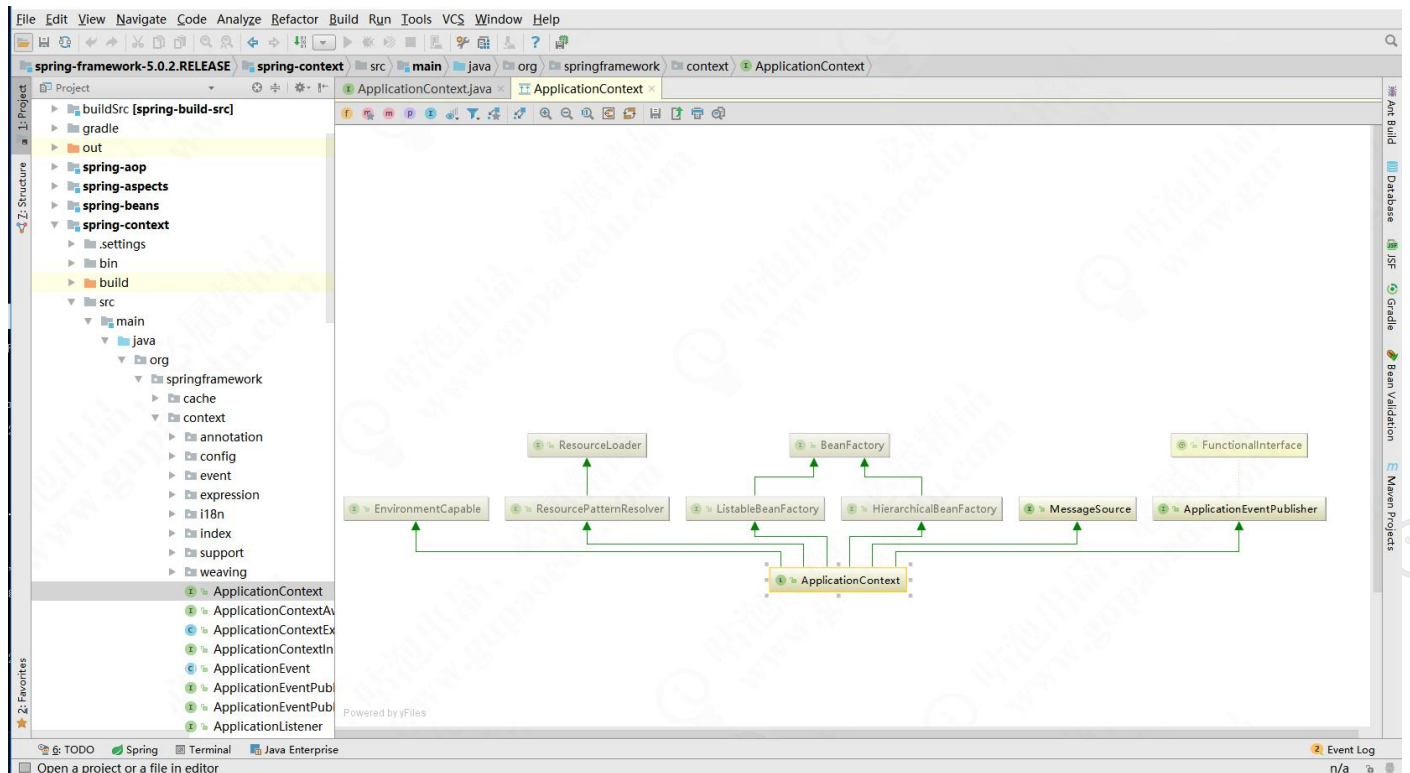 File Edit View Navigate Code Analyze Refactor Build Run Tools VCS Window Help
spring-framework-5.0.2.RELEASE spring-context src main java org springframework context ApplicationContext
Project
ApplicationContext.java
ApplicationContext
1: Project
Z: Structure
2: Favorites
buildSrc [spring-build-src]
gradle
out
spring-aop
spring-aspects
spring-beans
spring-context
.settings
bin
build
src
main
java
org
springframework
cache
context
annotation
config
event
expression
i18n
index
support
weaving
ApplicationContext
ApplicationContextAw
ApplicationContextEx
ApplicationContextIn
ApplicationEvent
ApplicationEventPubl
ApplicationEventPubl
ApplicationListener
ResourceLoader
BeanFactory
FunctionalInterface
EnvironmentCapable
ResourcePatternResolver
ListableBeanFactory
HierarchicalBeanFactory
MessageSource
ApplicationEventPublisher
ApplicationContext
Powered by yFiles
Ant Build
Database
JSF
Gradle
Bean Validation
Maven Projects
6: TODO Spring Terminal Java Enterprise
2 Event Log
Open a project or a file in editor
n/a